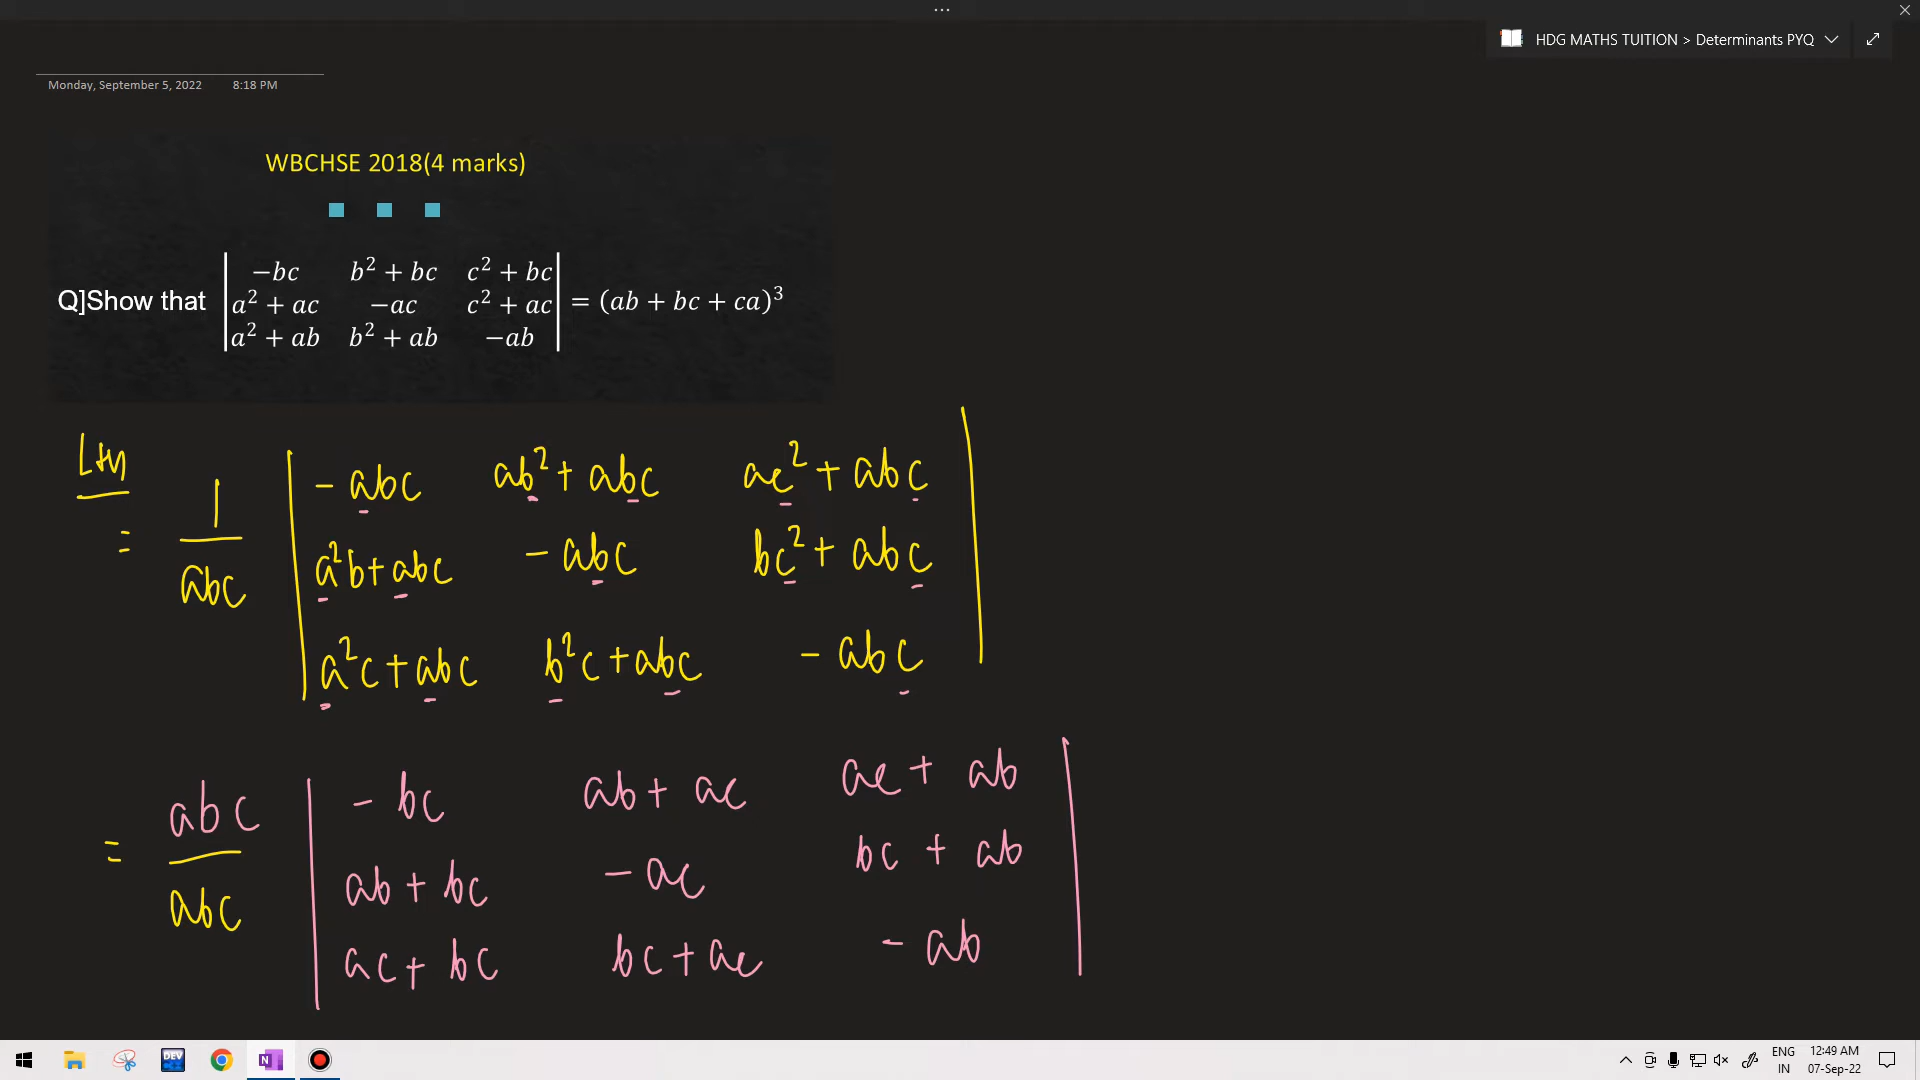 HDG MATHS TUITION > Determinants PYQ
Monday, September 5, 2022 8:18 PM
WBCHSE 2018(4 marks)
Q]Show that | −bc b² + bc c² + bc |
| a² + ac −ac c² + ac | = (ab + bc + ca)³
| a² + ab b² + ab −ab |
= 1/abc | - abc ab² + abc ac² + abc |
| a²b + abc - abc bc² + abc |
| a²c + abc b²c + abc - abc |
= abc/abc | - bc ab + ac ac + ab |
| ab + bc - ac bc + ab |
| ac + bc bc + ac - ab |
DEV
N
ENG
IN
12:49 AM
07-Sep-22